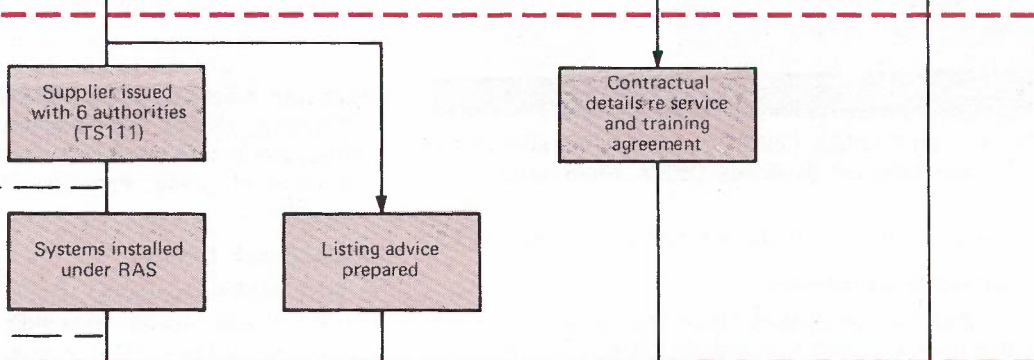 Supplier issued
with 6 authorities
(TS111)
Contractual
details re service
and training
agreement
Systems installed
under RAS
Listing advice
prepared